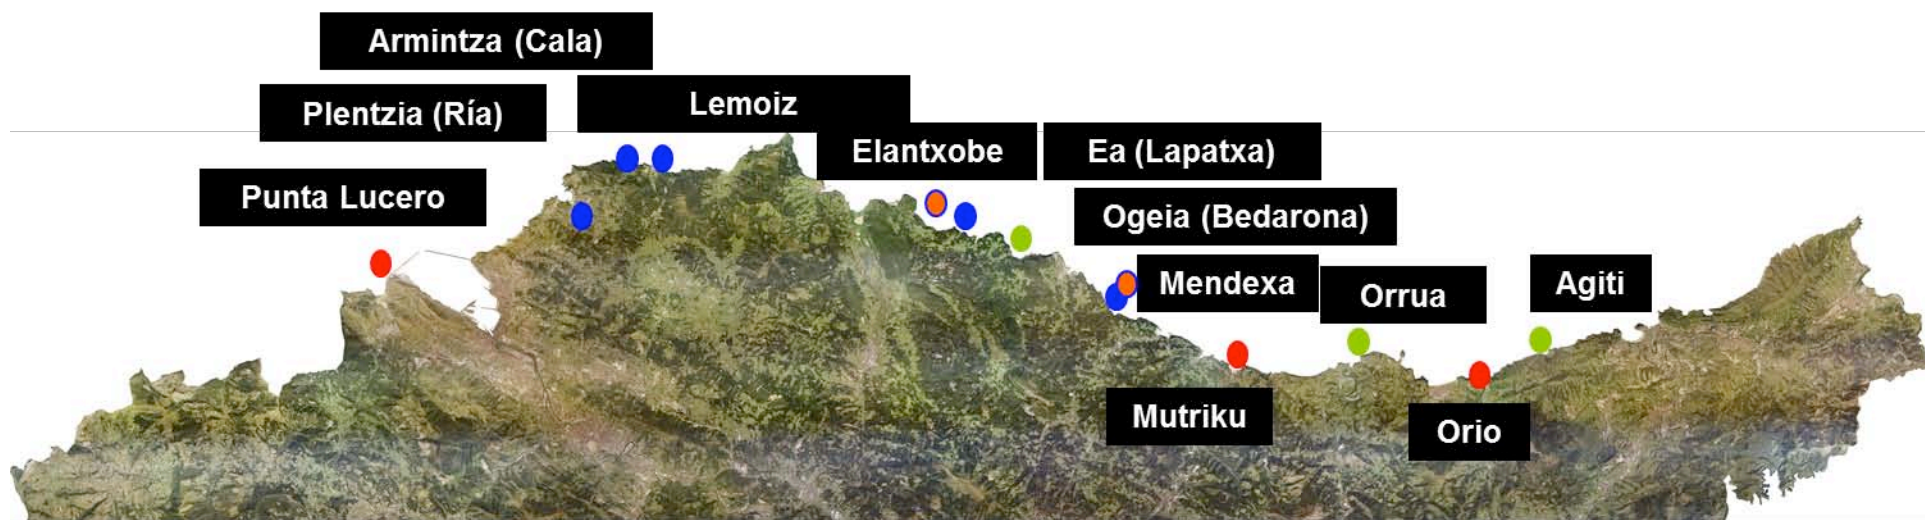 Armintza (Cala)
Plentzia (Ría)
Lemoiz
Elantxobe
Ea (Lapatxa)
Punta Lucero
Ogeia (Bedarona)
Mendexa
Orrua
Agiti
Mutriku
Orio